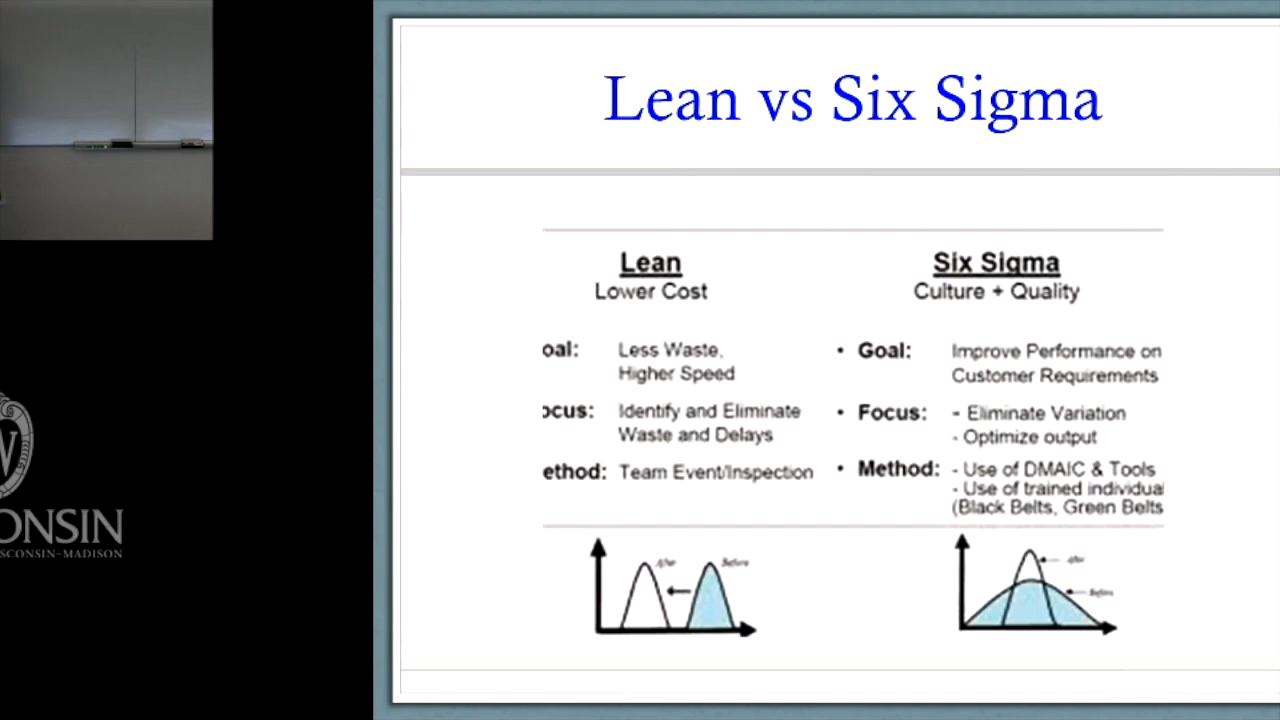 Lean vs Six Sigma
Lean
Lower Cost
oal: Less Waste,
Higher Speed
ocus: Identify and Eliminate
Waste and Delays
ethod: Team Event/Inspection
Six Sigma
Culture + Quality
• Goal: Improve Performance on
Customer Requirements
• Focus: - Eliminate Variation
- Optimize output
• Method: - Use of DMAIC & Tools
- Use of trained individual
(Black Belts, Green Belts
After
Before
After
Before
W
ONSIN
SCONSIN-MADISON